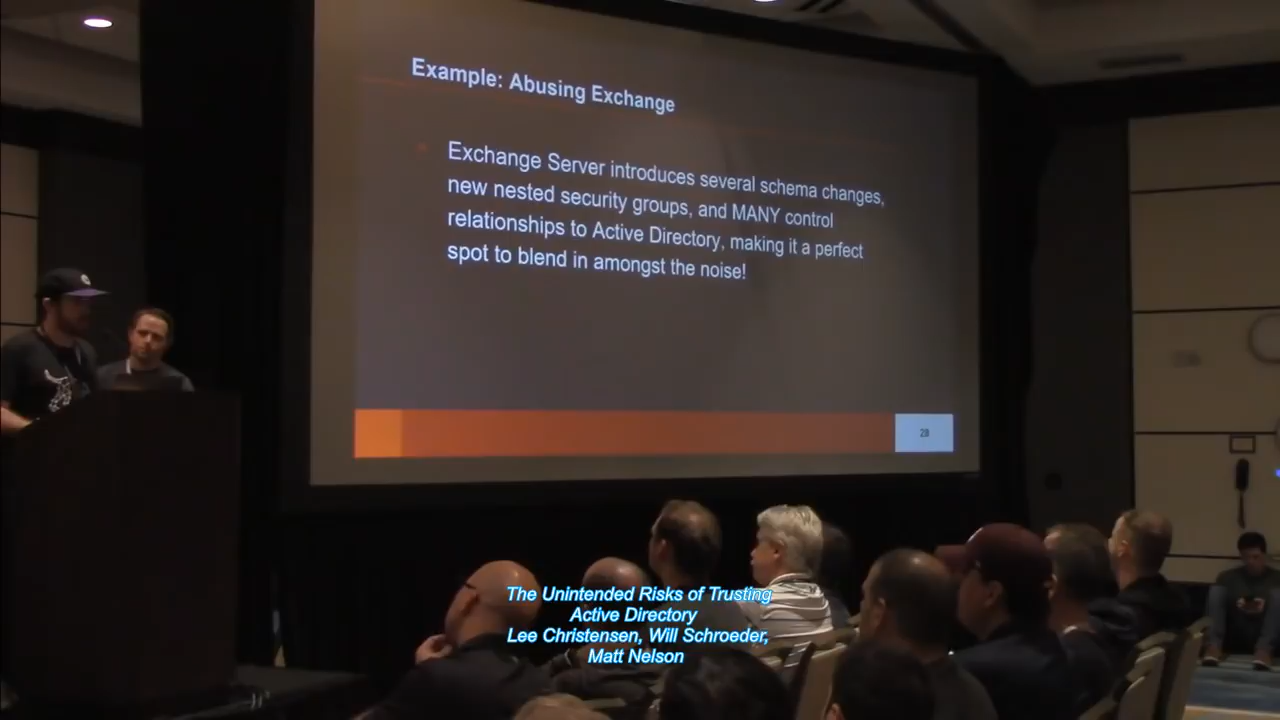 Example: Abusing Exchange
Exchange Server introduces several schema changes,
new nested security groups, and MANY control
relationships to Active Directory, making it a perfect
spot to blend in amongst the noise!
28
The Unintended Risks of Trusting
Active Directory
Lee Christensen, Will Schroeder,
Matt Nelson